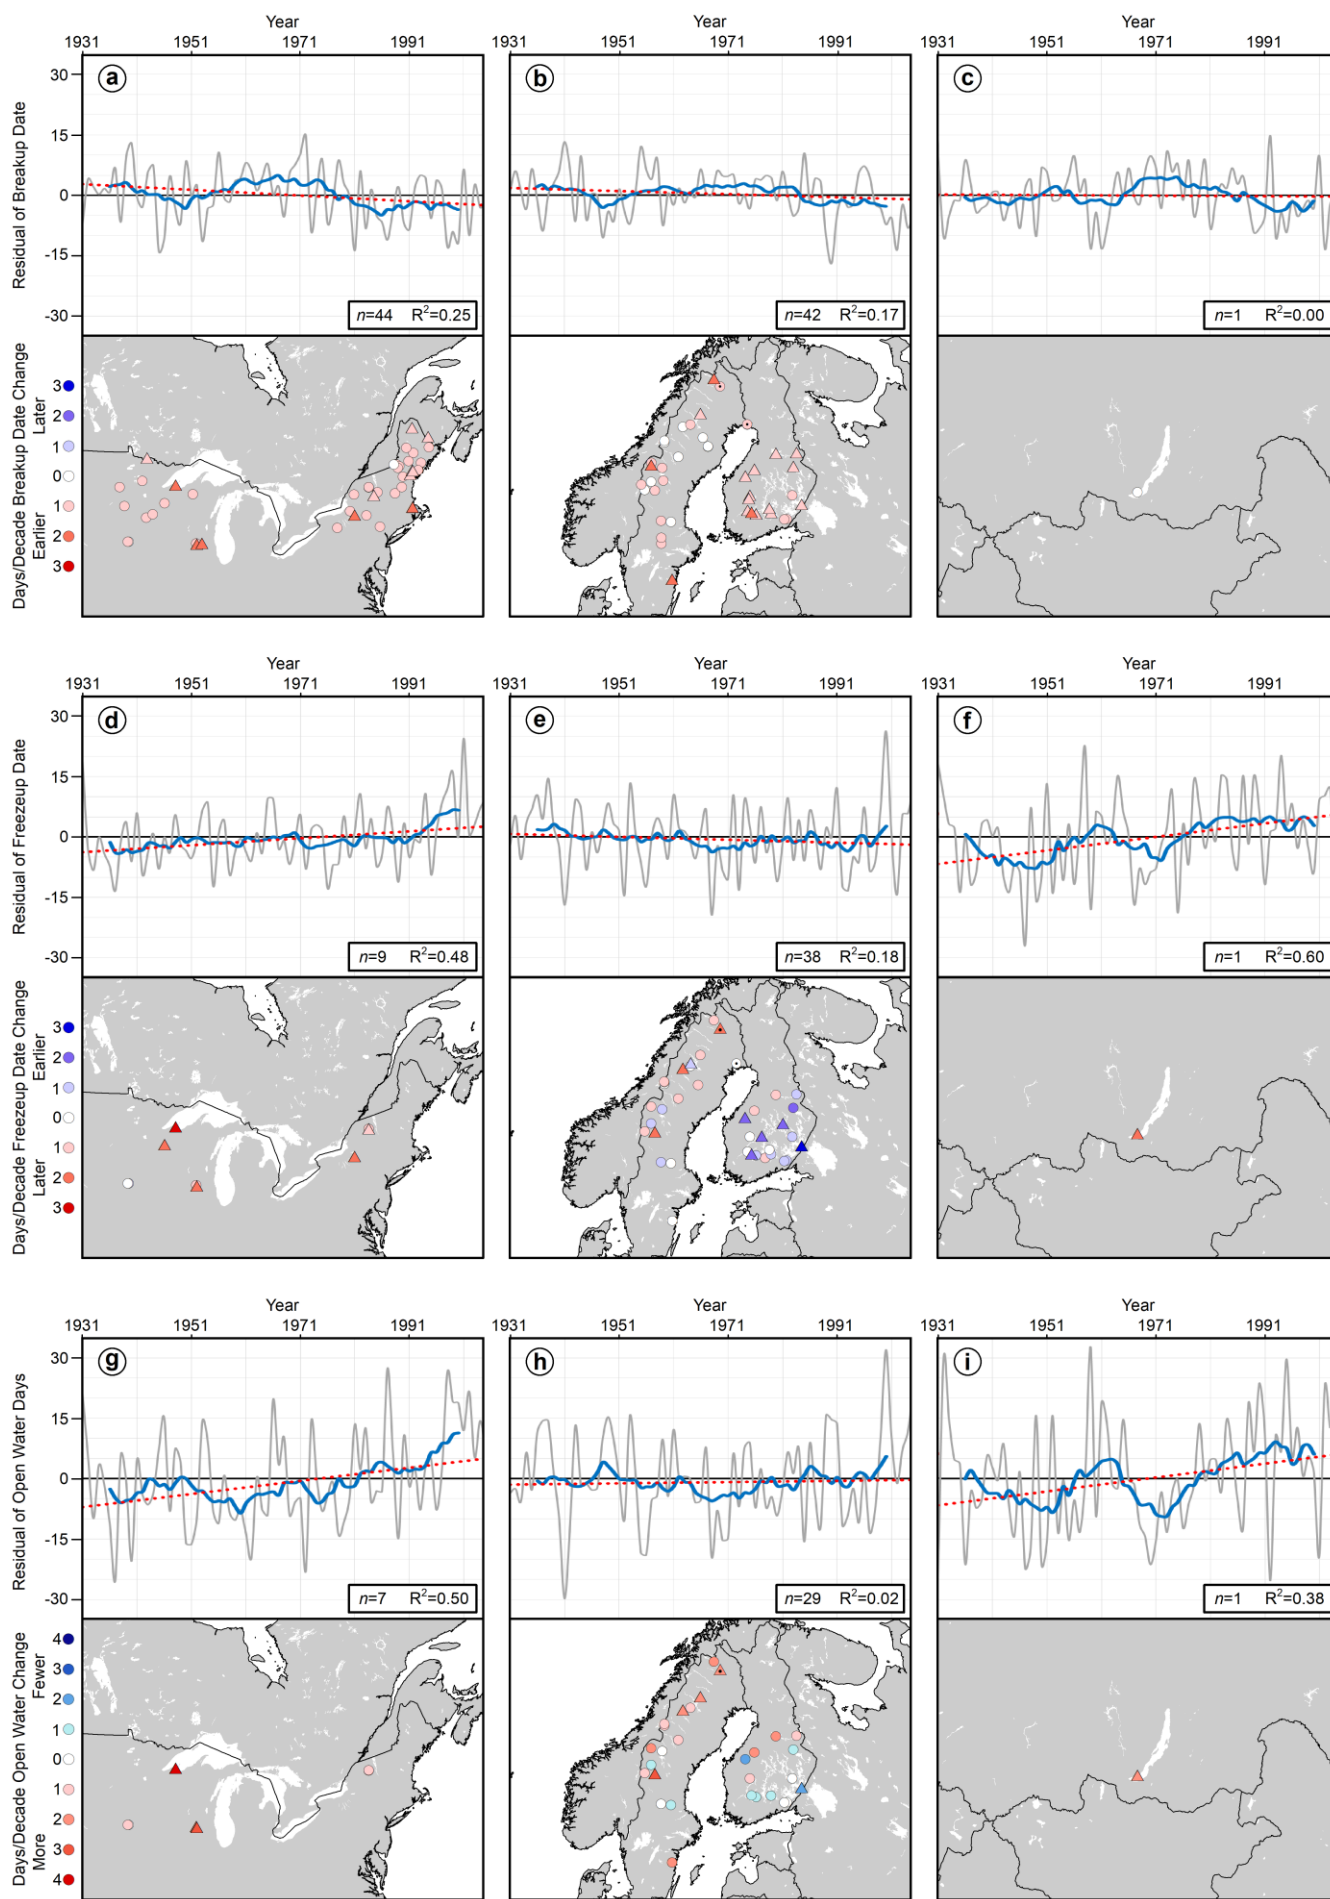 Year Year Year
1931 1951 1971 1991 1931 1951 1971 1991 1931 1951 1971 1991
a b c
Residual of Breakup Date
30
15
0
-15
-30
n=44 R²=0.25
n=42 R²=0.17
n=1 R²=0.00
Days/Decade Breakup Date Change
Earlier Later
3
2
1
0
1
2
3
Year Year Year
1931 1951 1971 1991 1931 1951 1971 1991 1931 1951 1971 1991
d e f
Residual of Freezeup Date
30
15
0
-15
-30
n=9 R²=0.48
n=38 R²=0.18
n=1 R²=0.60
Days/Decade Freezeup Date Change
Later Earlier
3
2
1
0
1
2
3
Year Year Year
1931 1951 1971 1991 1931 1951 1971 1991 1931 1951 1971 1991
g h i
Residual of Open Water Days
30
15
0
-15
-30
n=7 R²=0.50
n=29 R²=0.02
n=1 R²=0.38
Days/Decade Open Water Change
More Fewer
4
3
2
1
0
1
2
3
4